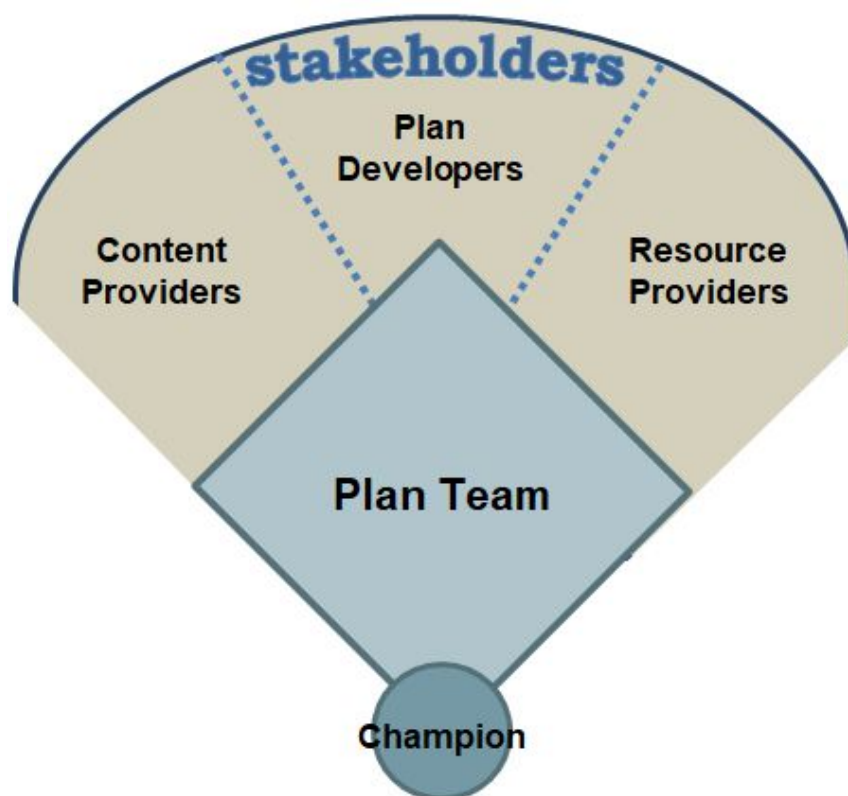 stakeholders
Plan
Developers
Content
Providers
Resource
Providers
Plan Team
Champion